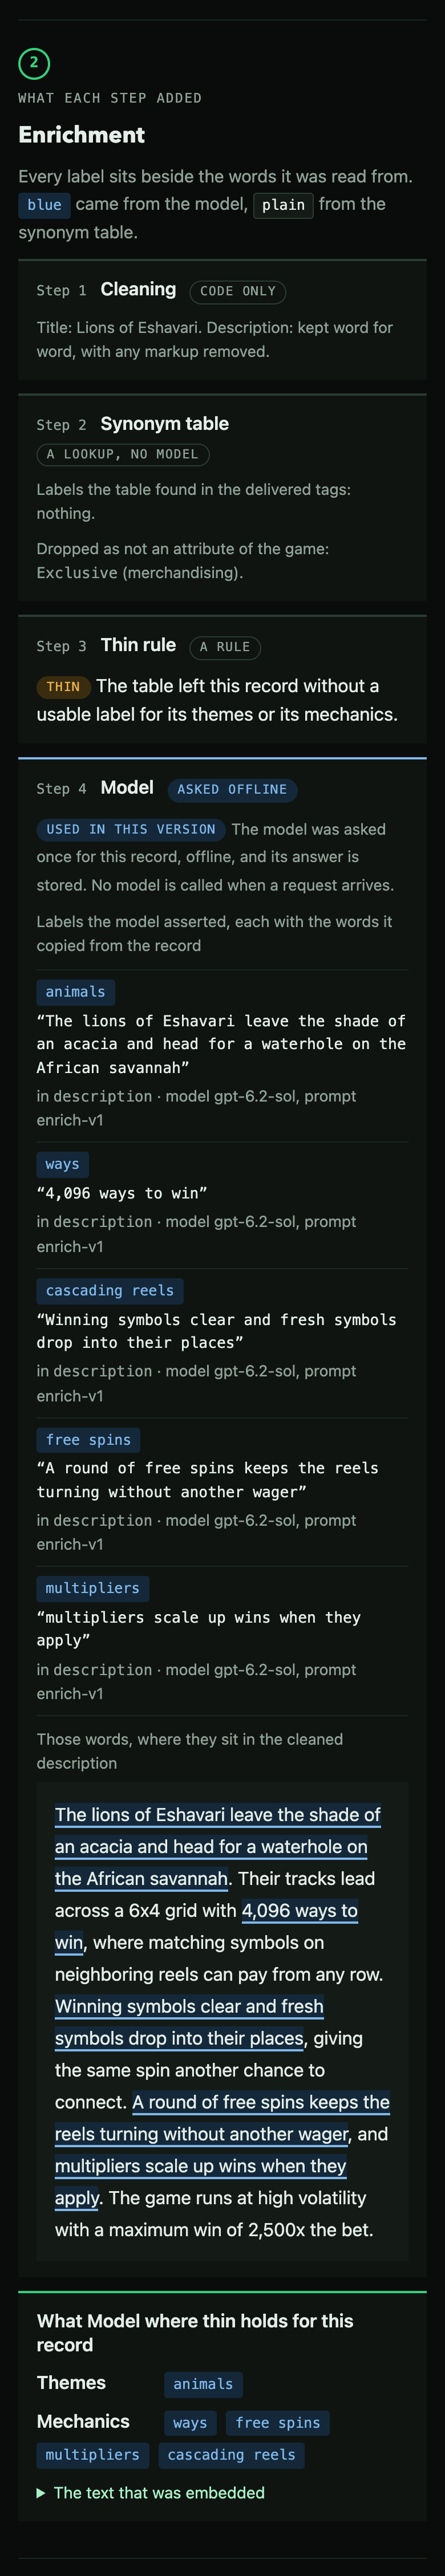 2
WHAT EACH STEP ADDED
Enrichment
Every label sits beside the words it was read from.
blue came from the model, plain from the
synonym table.
Step 1 Cleaning CODE ONLY
Title: Lions of Eshavari. Description: kept word for
word, with any markup removed.
Step 2 Synonym table
A LOOKUP, NO MODEL
Labels the table found in the delivered tags:
nothing.
Dropped as not an attribute of the game:
Exclusive (merchandising).
Step 3 Thin rule A RULE
THIN The table left this record without a
usable label for its themes or its mechanics.
Step 4 Model ASKED OFFLINE
USED IN THIS VERSION The model was asked
once for this record, offline, and its answer is
stored. No model is called when a request arrives.
Labels the model asserted, each with the words it
copied from the record
animals
“The lions of Eshavari leave the shade of
an acacia and head for a waterhole on the
African savannah”
in description · model gpt-6.2-sol, prompt
enrich-v1
ways
“4,096 ways to win”
in description · model gpt-6.2-sol, prompt
enrich-v1
cascading reels
“Winning symbols clear and fresh symbols
drop into their places”
in description · model gpt-6.2-sol, prompt
enrich-v1
free spins
“A round of free spins keeps the reels
turning without another wager”
in description · model gpt-6.2-sol, prompt
enrich-v1
multipliers
“multipliers scale up wins when they
apply”
in description · model gpt-6.2-sol, prompt
enrich-v1
Those words, where they sit in the cleaned
description
The lions of Eshavari leave the shade of
an acacia and head for a waterhole on
the African savannah. Their tracks lead
across a 6x4 grid with 4,096 ways to
win, where matching symbols on
neighboring reels can pay from any row.
Winning symbols clear and fresh
symbols drop into their places, giving
the same spin another chance to
connect. A round of free spins keeps the
reels turning without another wager, and
multipliers scale up wins when they
apply. The game runs at high volatility
with a maximum win of 2,500x the bet.
What Model where thin holds for this
record
Themes animals
Mechanics ways free spins
multipliers cascading reels
▶ The text that was embedded